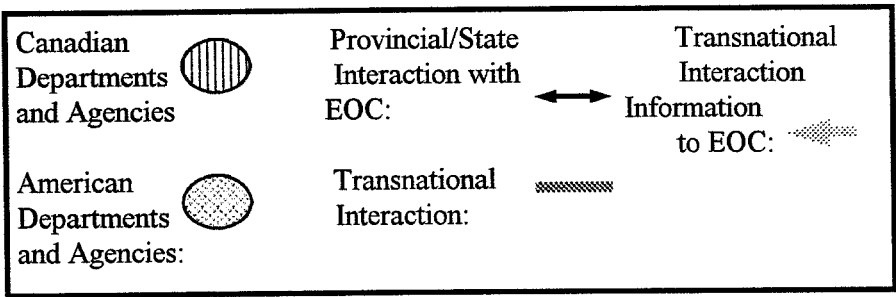 Canadian
Departments
and Agencies
Provincial/State
Interaction with
EOC:
Transnational
Interaction
Information
to EOC:
American
Departments
and Agencies:
Transnational
Interaction: